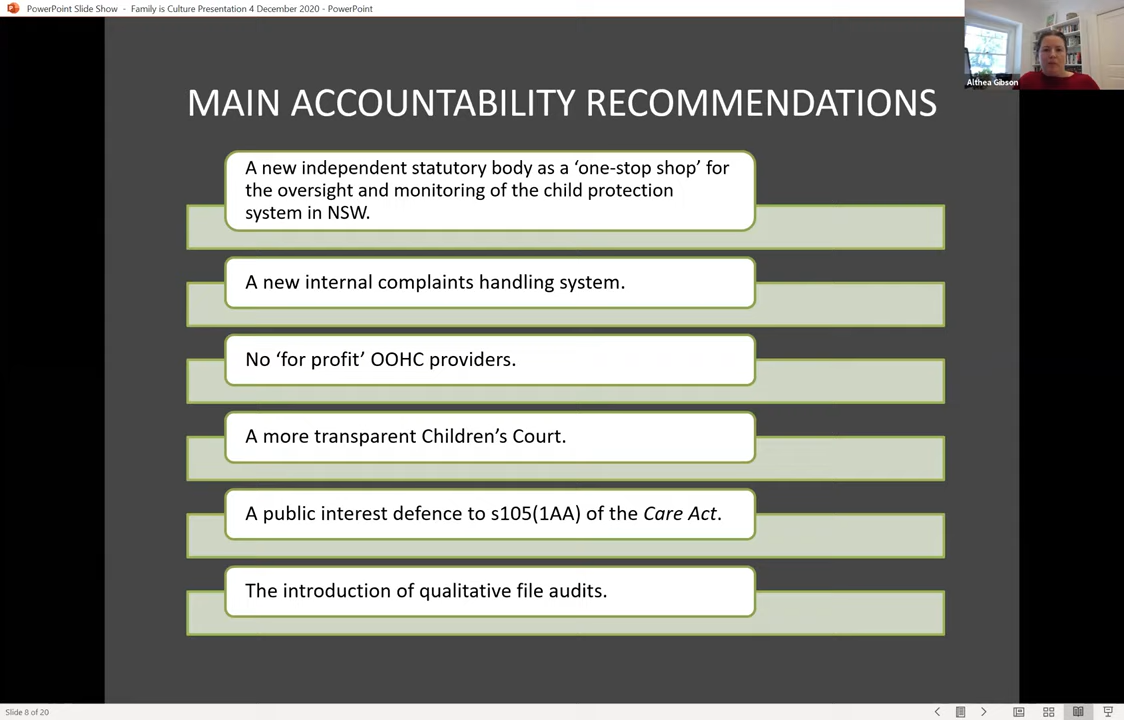 PowerPoint Slide Show - Family is Culture Presentation 4 December 2020 - PowerPoint
Althea Gibson
MAIN ACCOUNTABILITY RECOMMENDATIONS
A new independent statutory body as a ‘one-stop shop’ for
the oversight and monitoring of the child protection
system in NSW.
A new internal complaints handling system.
No ‘for profit’ OOHC providers.
A more transparent Children’s Court.
A public interest defence to s105(1AA) of the Care Act.
The introduction of qualitative file audits.
Slide 8 of 20